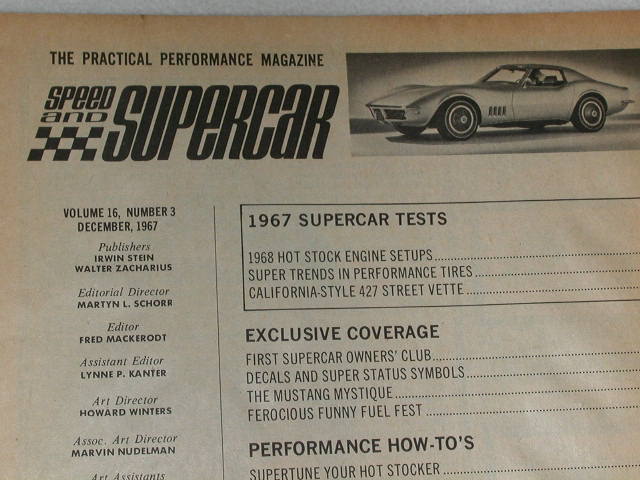 THE PRACTICAL PERFORMANCE MAGAZINE
SPEED
AND
SUPERCAR
VOLUME 16, NUMBER 3
DECEMBER, 1967
Publishers
IRWIN STEIN
WALTER ZACHARIUS
Editorial Director
MARTYN L. SCHORR
Editor
FRED MACKERODT
Assistant Editor
LYNNE P. KANTER
Art Director
HOWARD WINTERS
Assoc. Art Director
MARVIN NUDELMAN
Art Assistants
1967 SUPERCAR TESTS
1968 HOT STOCK ENGINE SETUPS
SUPER TRENDS IN PERFORMANCE TIRES
CALIFORNIA-STYLE 427 STREET VETTE
EXCLUSIVE COVERAGE
FIRST SUPERCAR OWNERS' CLUB
DECALS AND SUPER STATUS SYMBOLS
THE MUSTANG MYSTIQUE
FEROCIOUS FUNNY FUEL FEST
PERFORMANCE HOW-TO'S
SUPERTUNE YOUR HOT STOCKER